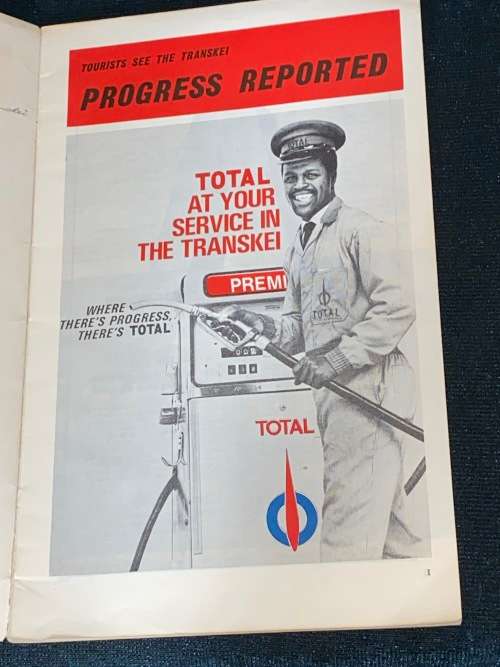 TOURISTS SEE THE TRANSKEI
PROGRESS REPORTED
TOTAL
TOTAL
AT YOUR
SERVICE IN
THE TRANSKEI
PREMI
WHERE
THERE'S PROGRESS,
THERE'S TOTAL
TOTAL
TOTAL
1